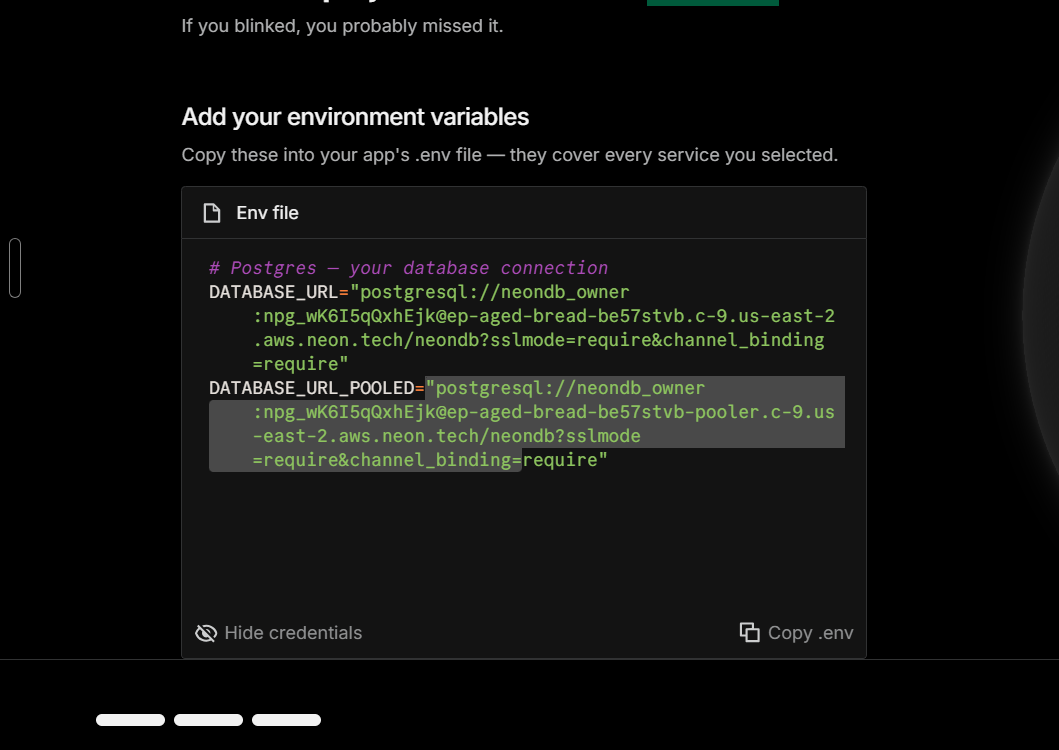 If you blinked, you probably missed it.
Add your environment variables
Copy these into your app's .env file — they cover every service you selected.
Env file
# Postgres — your database connection
DATABASE_URL="postgresql://neondb_owner
:npg_wK6I5qQxhEjk@ep-aged-bread-be57stvb.c-9.us-east-2
.aws.neon.tech/neondb?sslmode=require&channel_binding
=require"
DATABASE_URL_POOLED="postgresql://neondb_owner
:npg_wK6I5qQxhEjk@ep-aged-bread-be57stvb-pooler.c-9.us
-east-2.aws.neon.tech/neondb?sslmode
=require&channel_binding=require"
Hide credentials
Copy .env